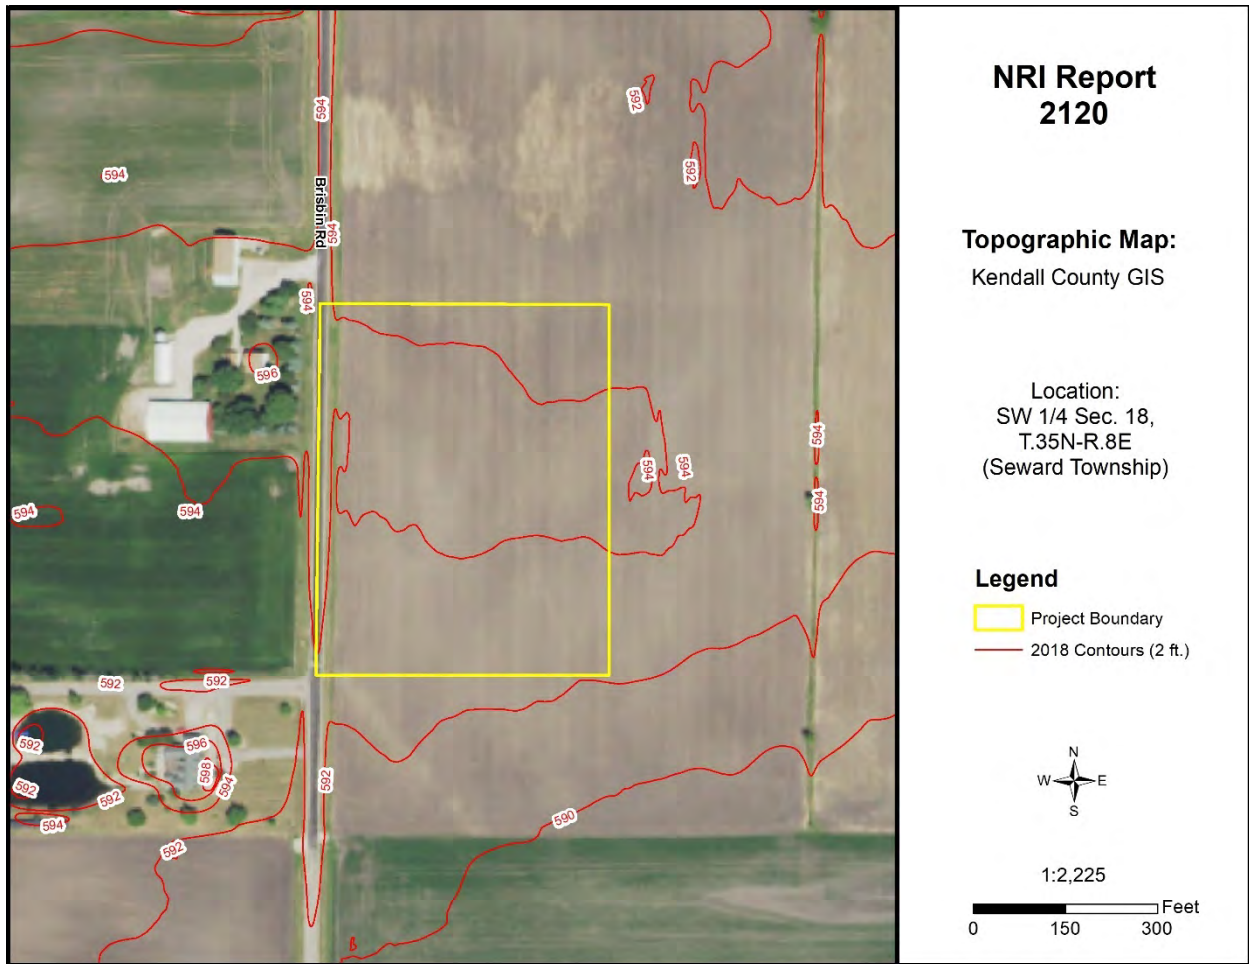 594
592
594
592
Brisbin Rd
594
594
596
594
594
594
594
594
594
592
592
592
596
598
594
592
592
592
594
590
592
NRI Report
2120
Topographic Map:
Kendall County GIS
Location:
SW 1/4 Sec. 18,
T.35N-R.8E
(Seward Township)
Legend
Project Boundary
2018 Contours (2 ft.)
N
W E
S
1:2,225
Feet
0 150 300